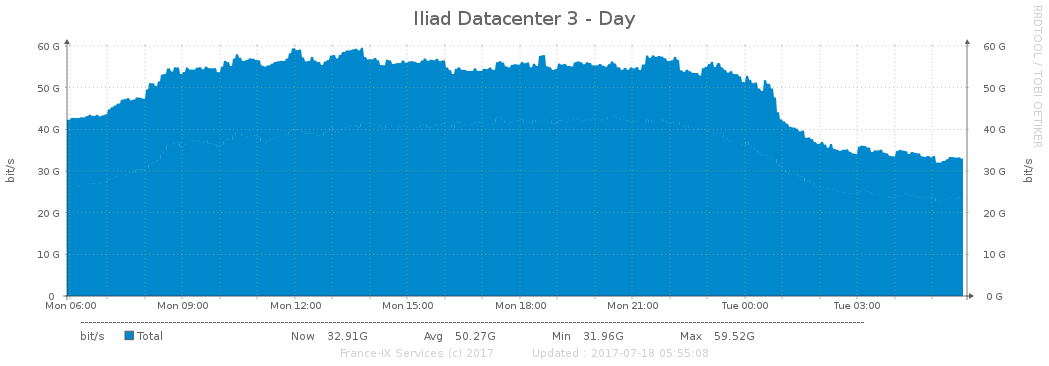 Iliad Datacenter 3 - Day
RRDTOOL / TOBI OETIKER
60 G 60 G
50 G 50 G
40 G 40 G
30 G 30 G
20 G 20 G
10 G 10 G
0 0 G
bit/s bit/s
Mon 06:00 Mon 09:00 Mon 12:00 Mon 15:00 Mon 18:00 Mon 21:00 Tue 00:00 Tue 03:00
bit/s Total Now 32.91G Avg 50.27G Min 31.96G Max 59.52G
France-IX Services (c) 2017 Updated : 2017-07-18 05:55:08